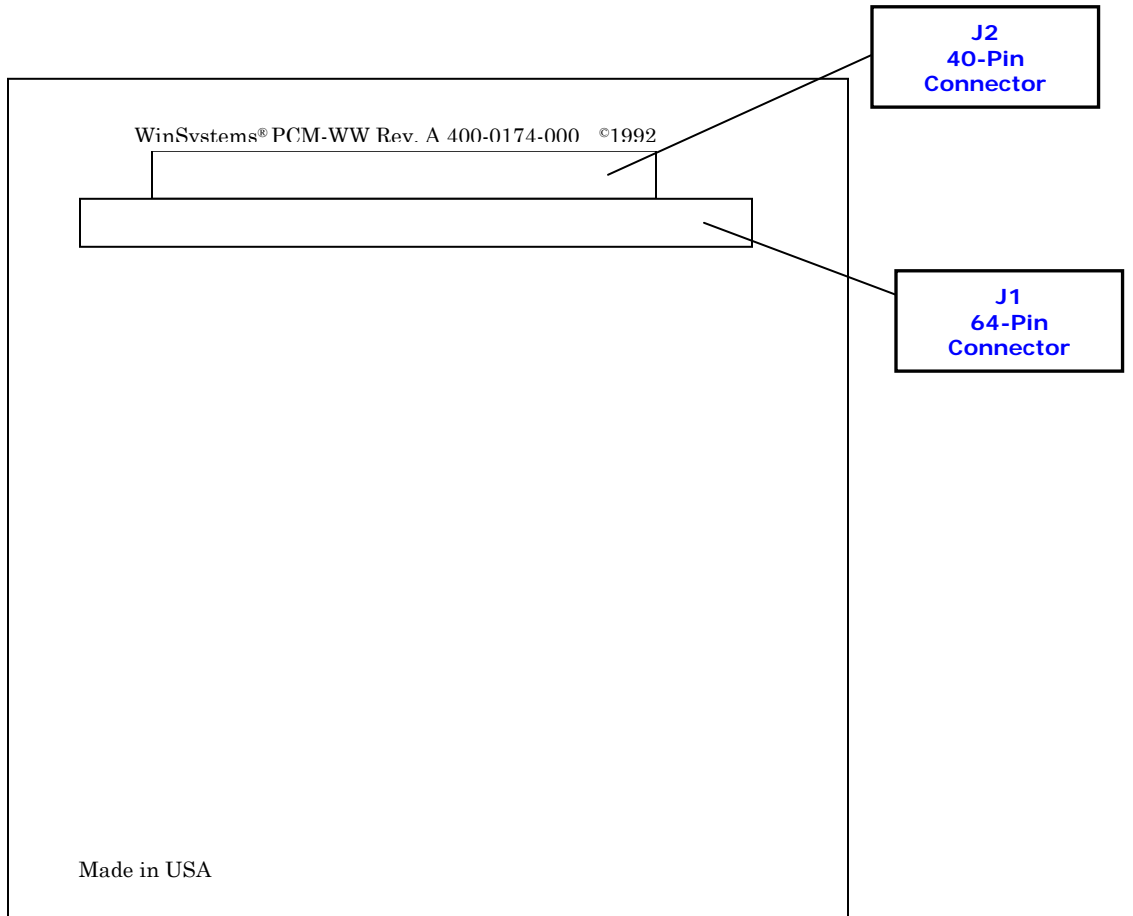 J2
40-Pin
Connector
WinSystems® PCM-WW Rev. A 400-0174-000 ©1992
J1
64-Pin
Connector
Made in USA